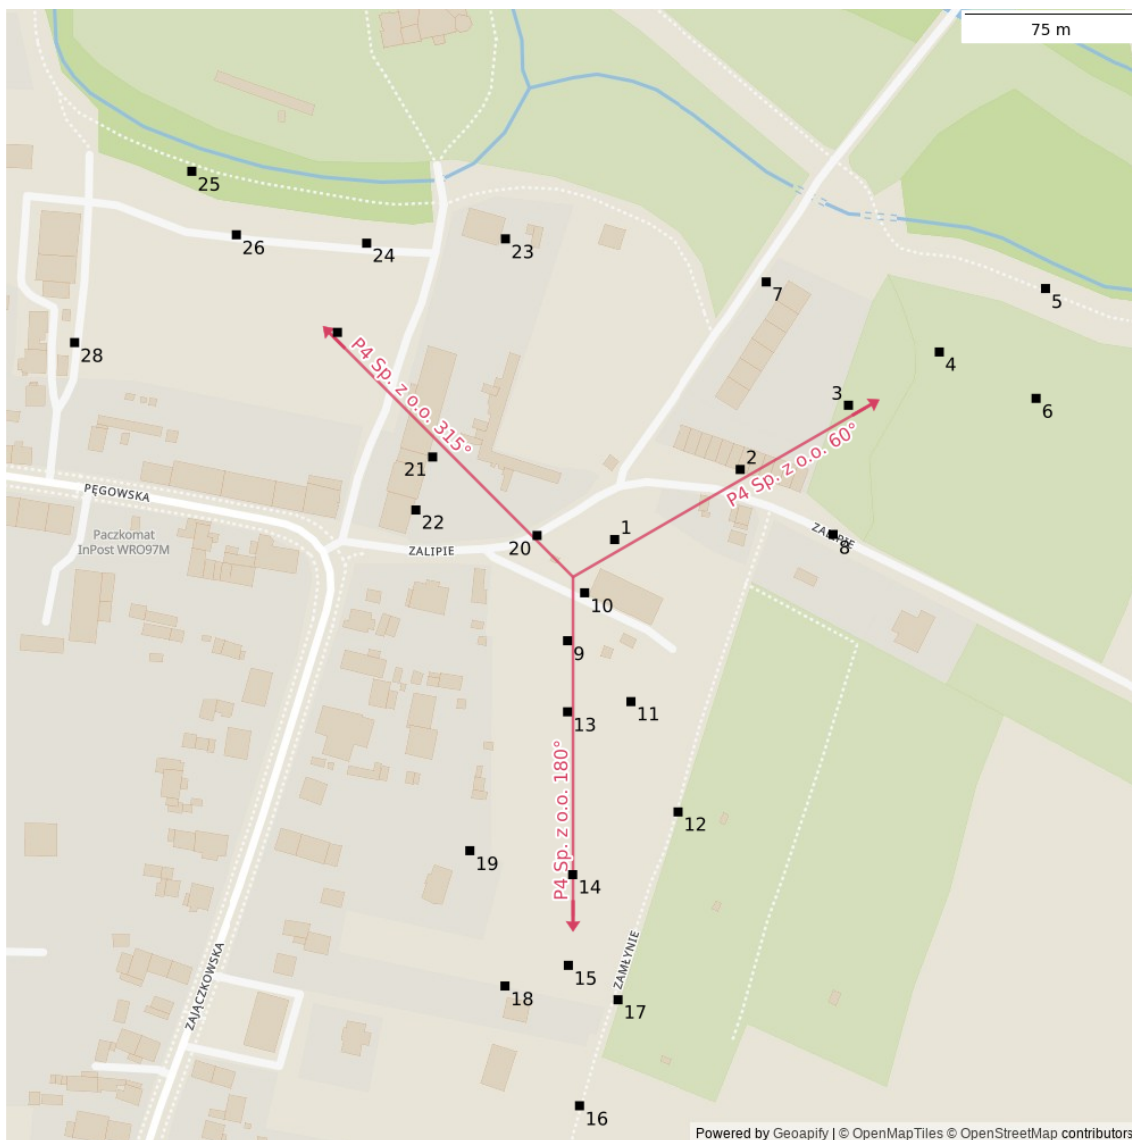 75 m
25
26
24
23
7
5
28
P4 Sp. z o.o. 315°
4
3
6
21
2
P4 Sp. z o.o. 60°
PĘGOWSKA
22
Paczkomat
InPost WRO97M
ZALIPIE
20
1
ZALIPIE
8
10
9
11
13
P4 Sp. z o.o. 180°
12
19
14
ZAJĄCZKOWSKA
ZAMŁYNIE
15
18
17
16
Powered by Geoapify | © OpenMapTiles © OpenStreetMap contributors